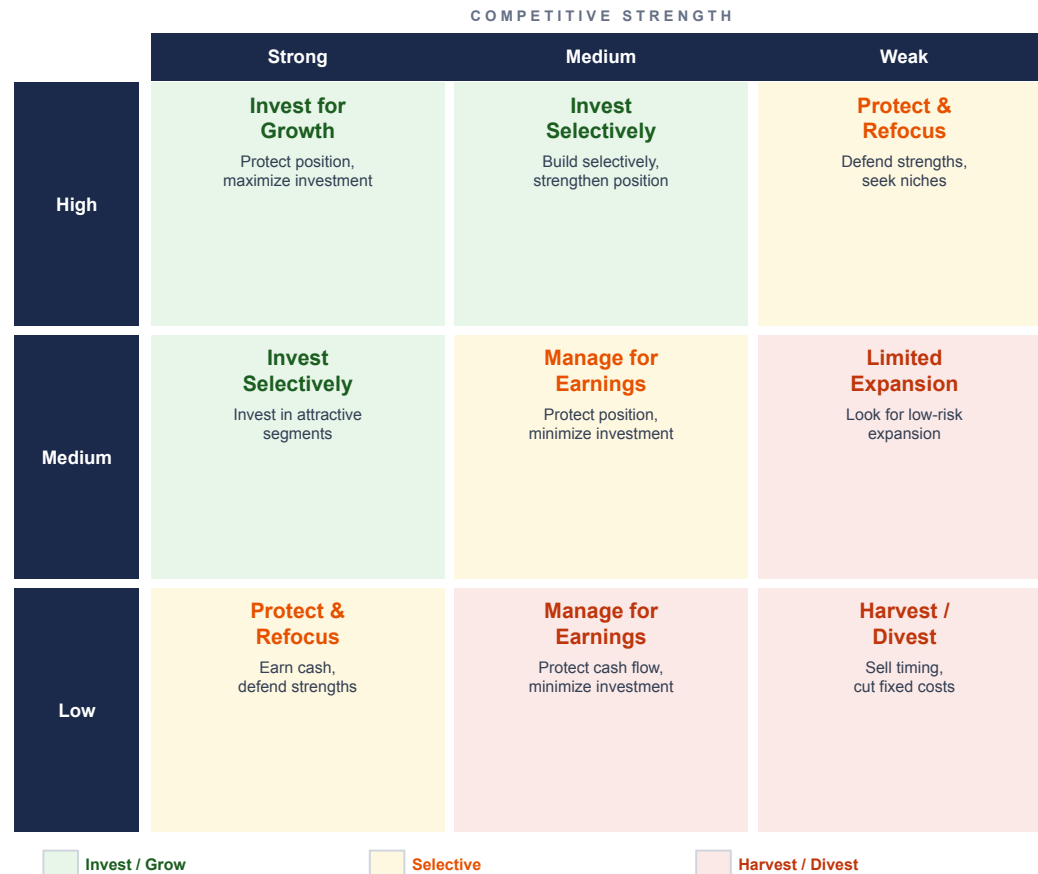 COMPETITIVE STRENGTH
Strong
Medium
Weak
High
Invest for
Growth
Protect position,
maximize investment
Invest
Selectively
Build selectively,
strengthen position
Protect &
Refocus
Defend strengths,
seek niches
Medium
Invest
Selectively
Invest in attractive
segments
Manage for
Earnings
Protect position,
minimize investment
Limited
Expansion
Look for low-risk
expansion
Low
Protect &
Refocus
Earn cash,
defend strengths
Manage for
Earnings
Protect cash flow,
minimize investment
Harvest /
Divest
Sell timing,
cut fixed costs
Invest / Grow
Selective
Harvest / Divest